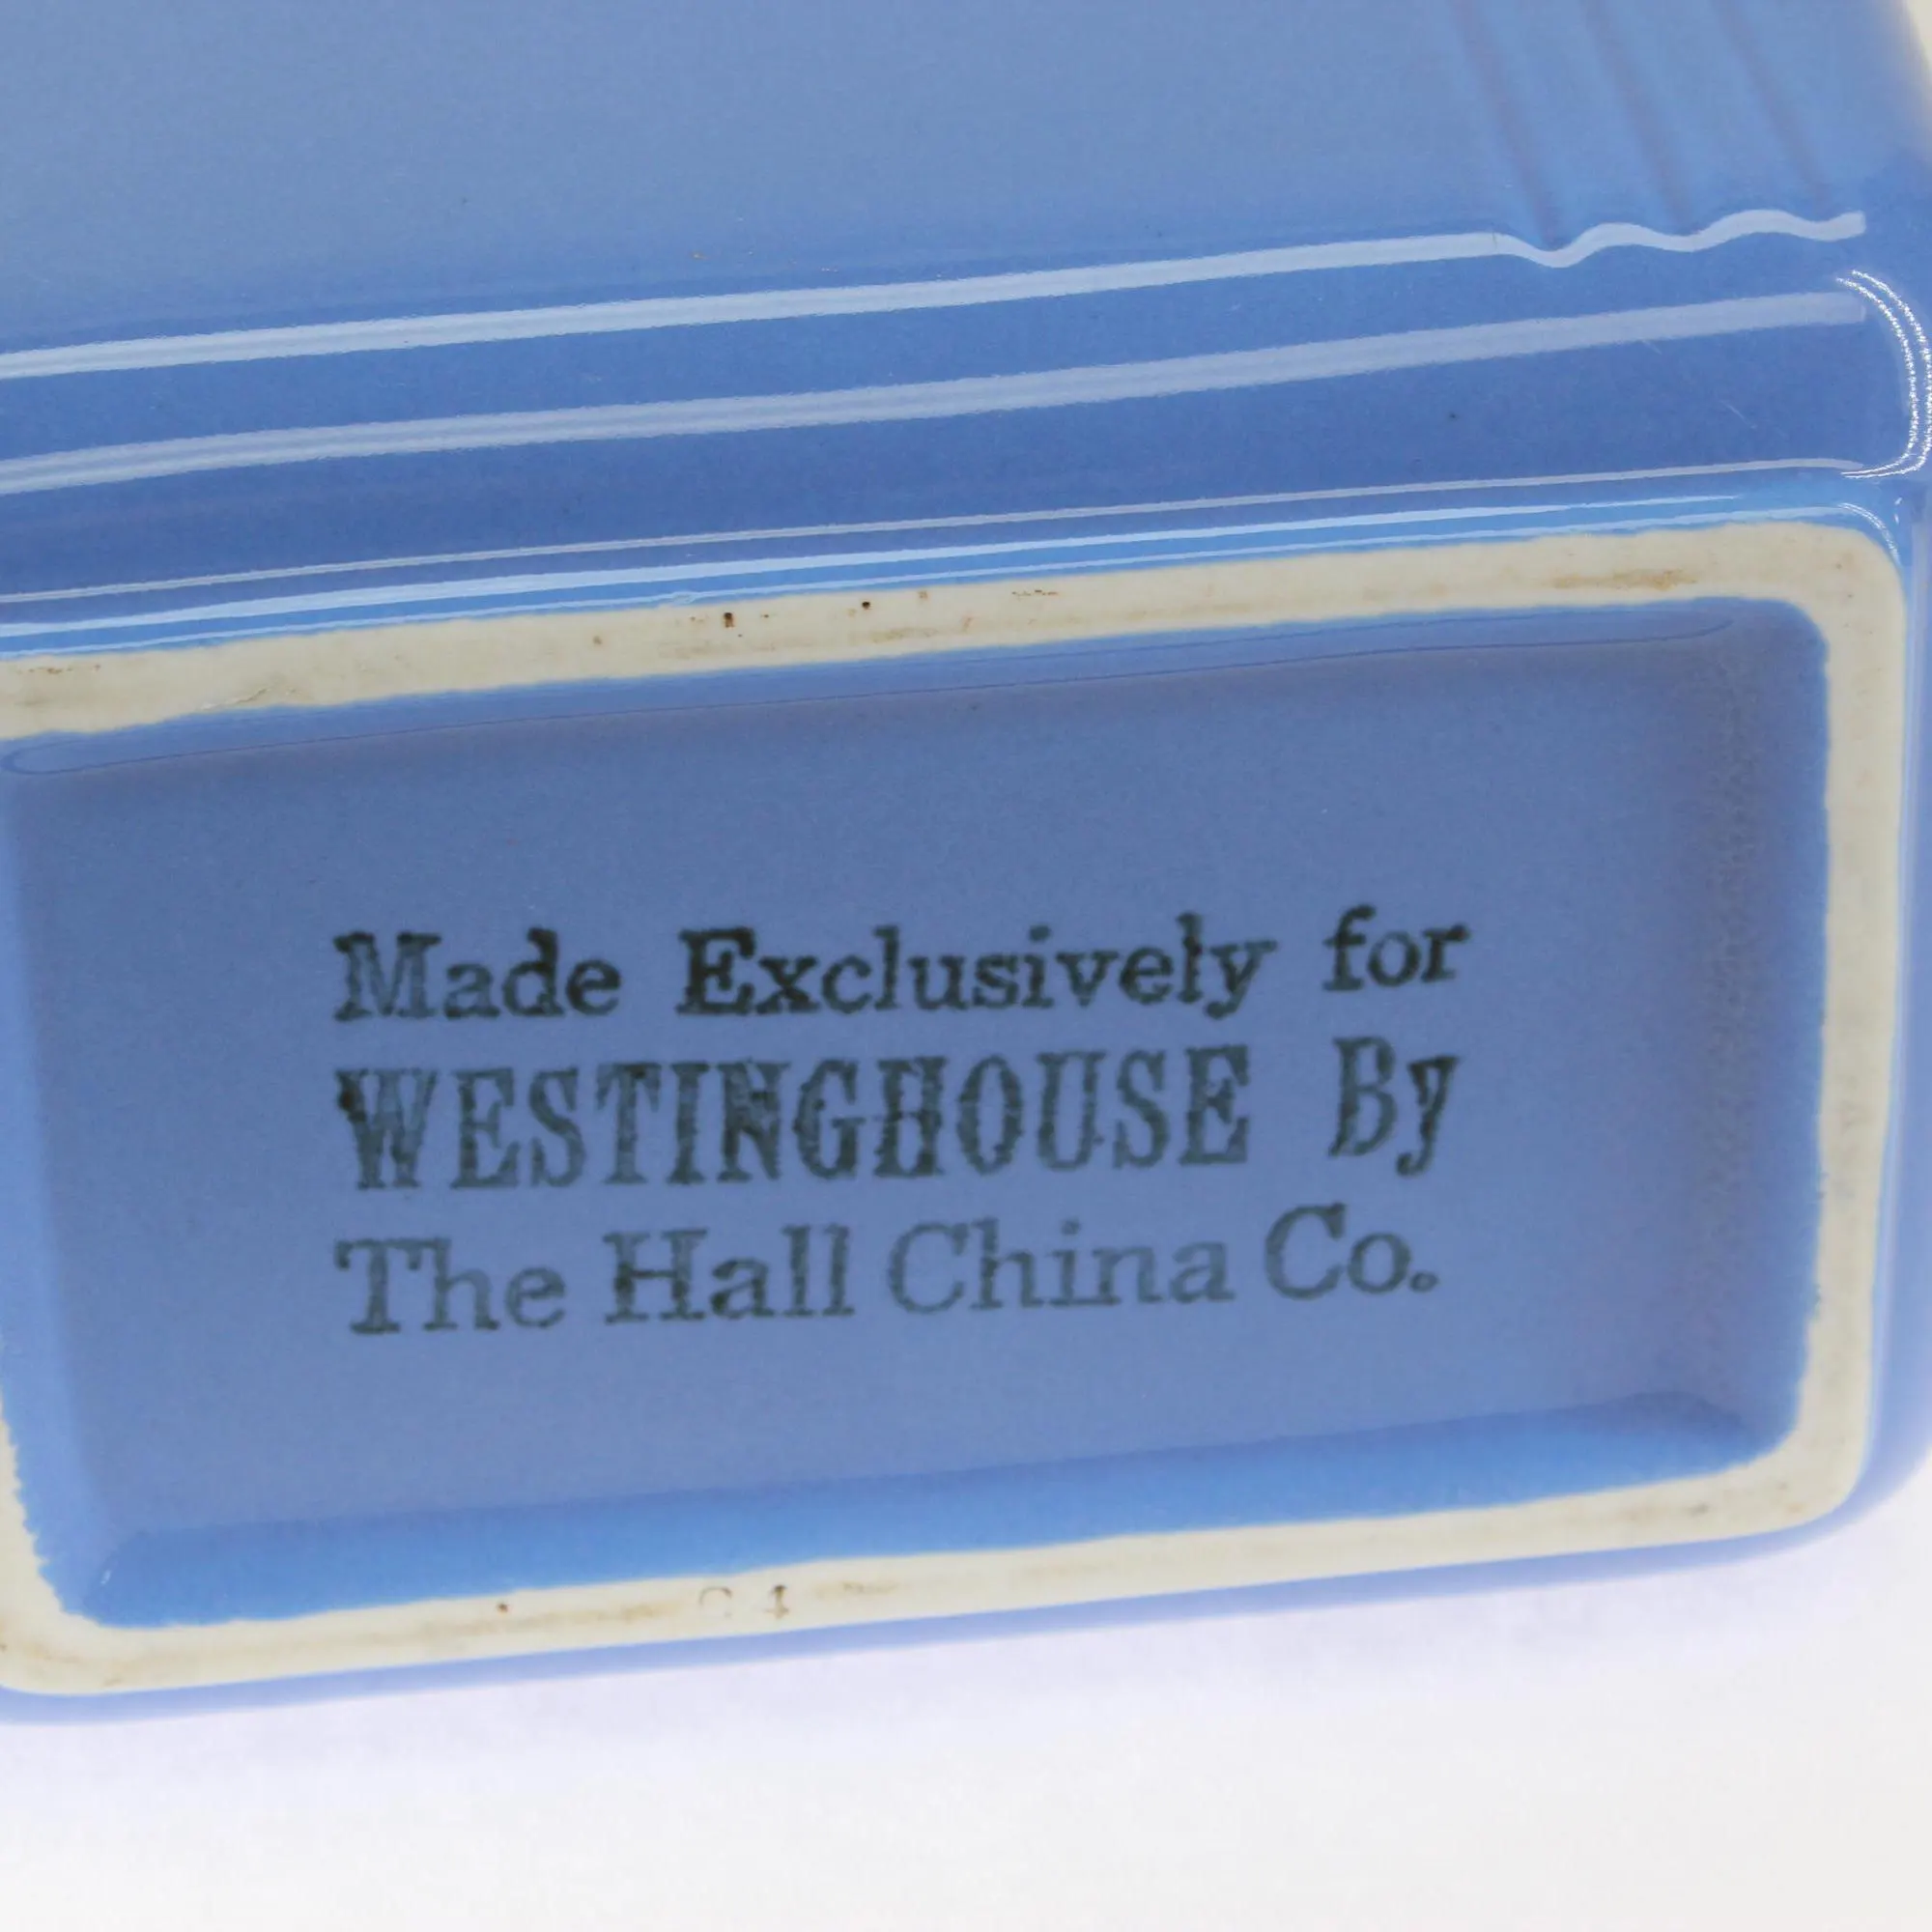 Made Exclusively for
WESTINGHOUSE By
The Hall China Co.